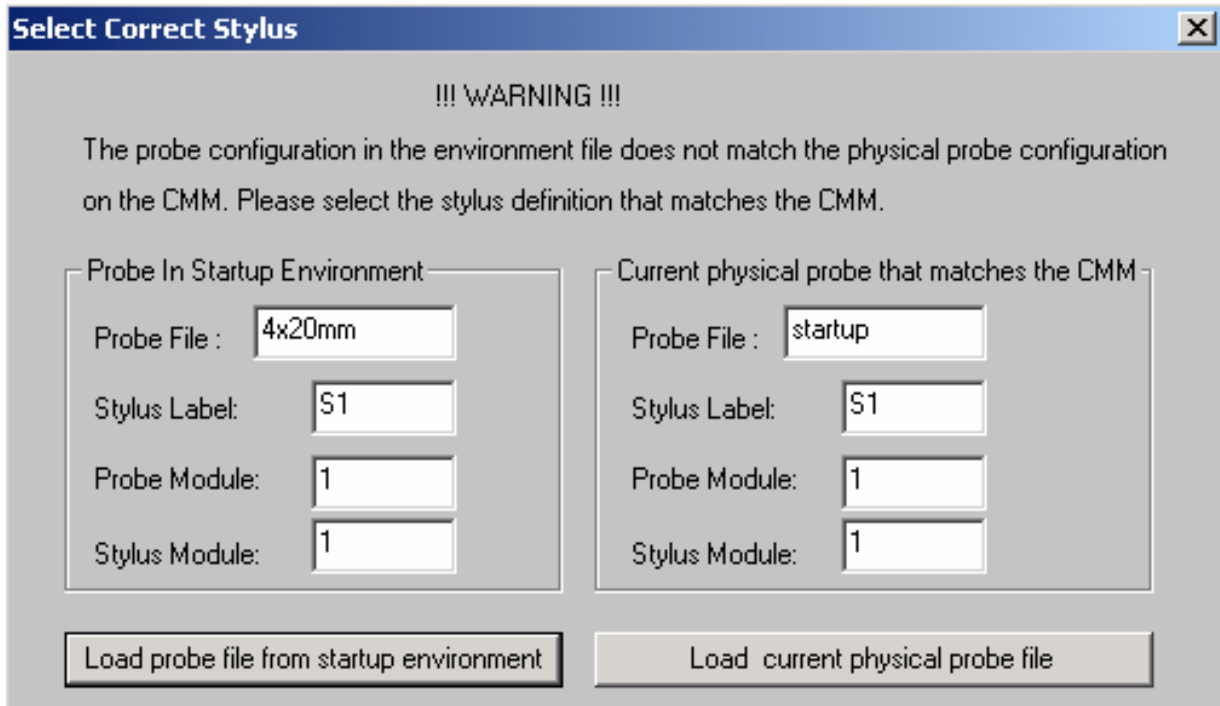 Select Correct Stylus
!!! WARNING !!!
The probe configuration in the environment file does not match the physical probe configuration
on the CMM. Please select the stylus definition that matches the CMM.
Probe In Startup Environment
Probe File : 4x20mm
Stylus Label: S1
Probe Module: 1
Stylus Module: 1
Current physical probe that matches the CMM
Probe File : startup
Stylus Label: S1
Probe Module: 1
Stylus Module: 1
Load probe file from startup environment
Load current physical probe file